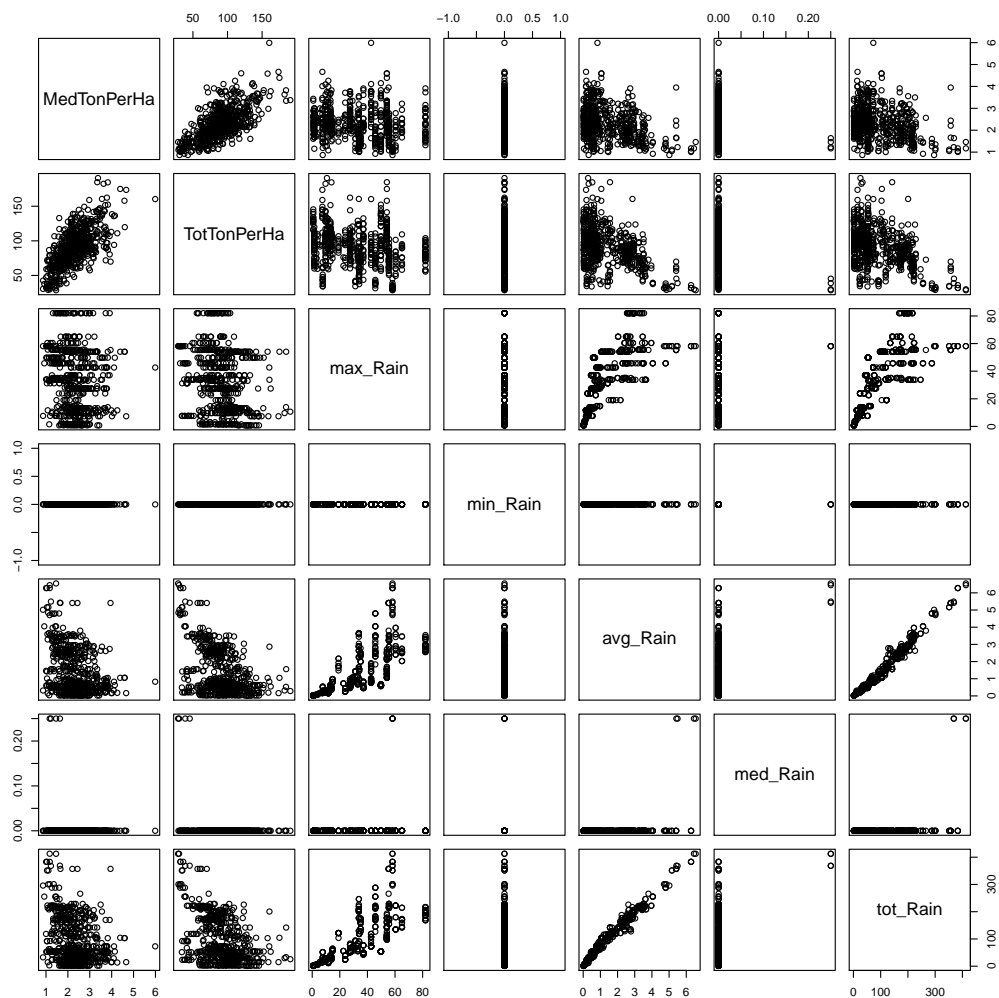 50 100 150 −1.0 0.0 1.0 0.00 0.10 0.20
MedTonPerHa 1 2 3 4 5 6
50 100 150 TotTonPerHa
max_Rain 0 20 40 60 80
−1.0 0.0 0.5 1.0 min_Rain
avg_Rain 0 1 2 3 4 5 6
0.00 0.10 0.20 med_Rain
tot_Rain 0 100 300
1 2 3 4 5 6 0 20 40 60 80 0 1 2 3 4 5 6 0 100 300